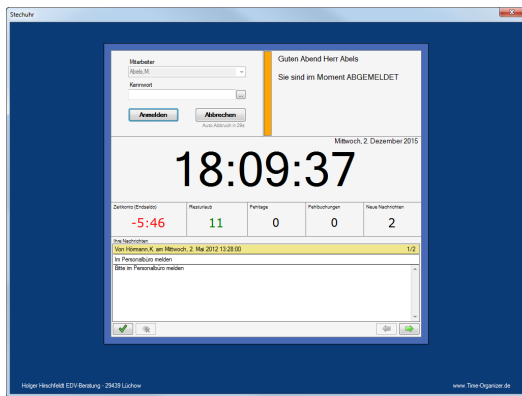 Stechuhr
Mitarbeiter
Abels,M.
Kennwort
...
Anmelden
Abbrechen
Auto Abbruch in 29s
Guten Abend Herr Abels
Sie sind im Moment ABGEMELDET
Mittwoch, 2. Dezember 2015
18:09:37
Zeitkonto (Endsaldo)
-5:46
Resturlaub
11
Fehltage
0
Fehlbuchungen
0
Neue Nachrichten
2
Ihre Nachrichten
Von Hörmann,K. am Mittwoch, 2. Mai 2012 13:28:00 1/2
Im Personalbüro melden
Bitte im Personalbüro melden
Holger Hirschfeldt EDV-Beratung - 29439 Lüchow
www.Time-Organizer.de